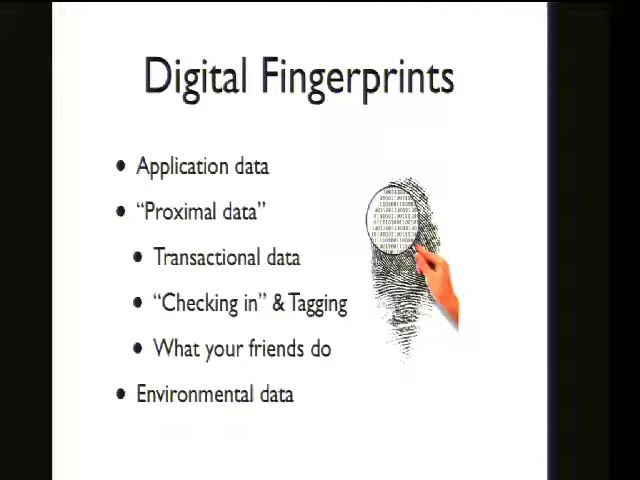 Digital Fingerprints
• Application data
• “Proximal data”
• Transactional data
• “Checking in” & Tagging
• What your friends do
• Environmental data